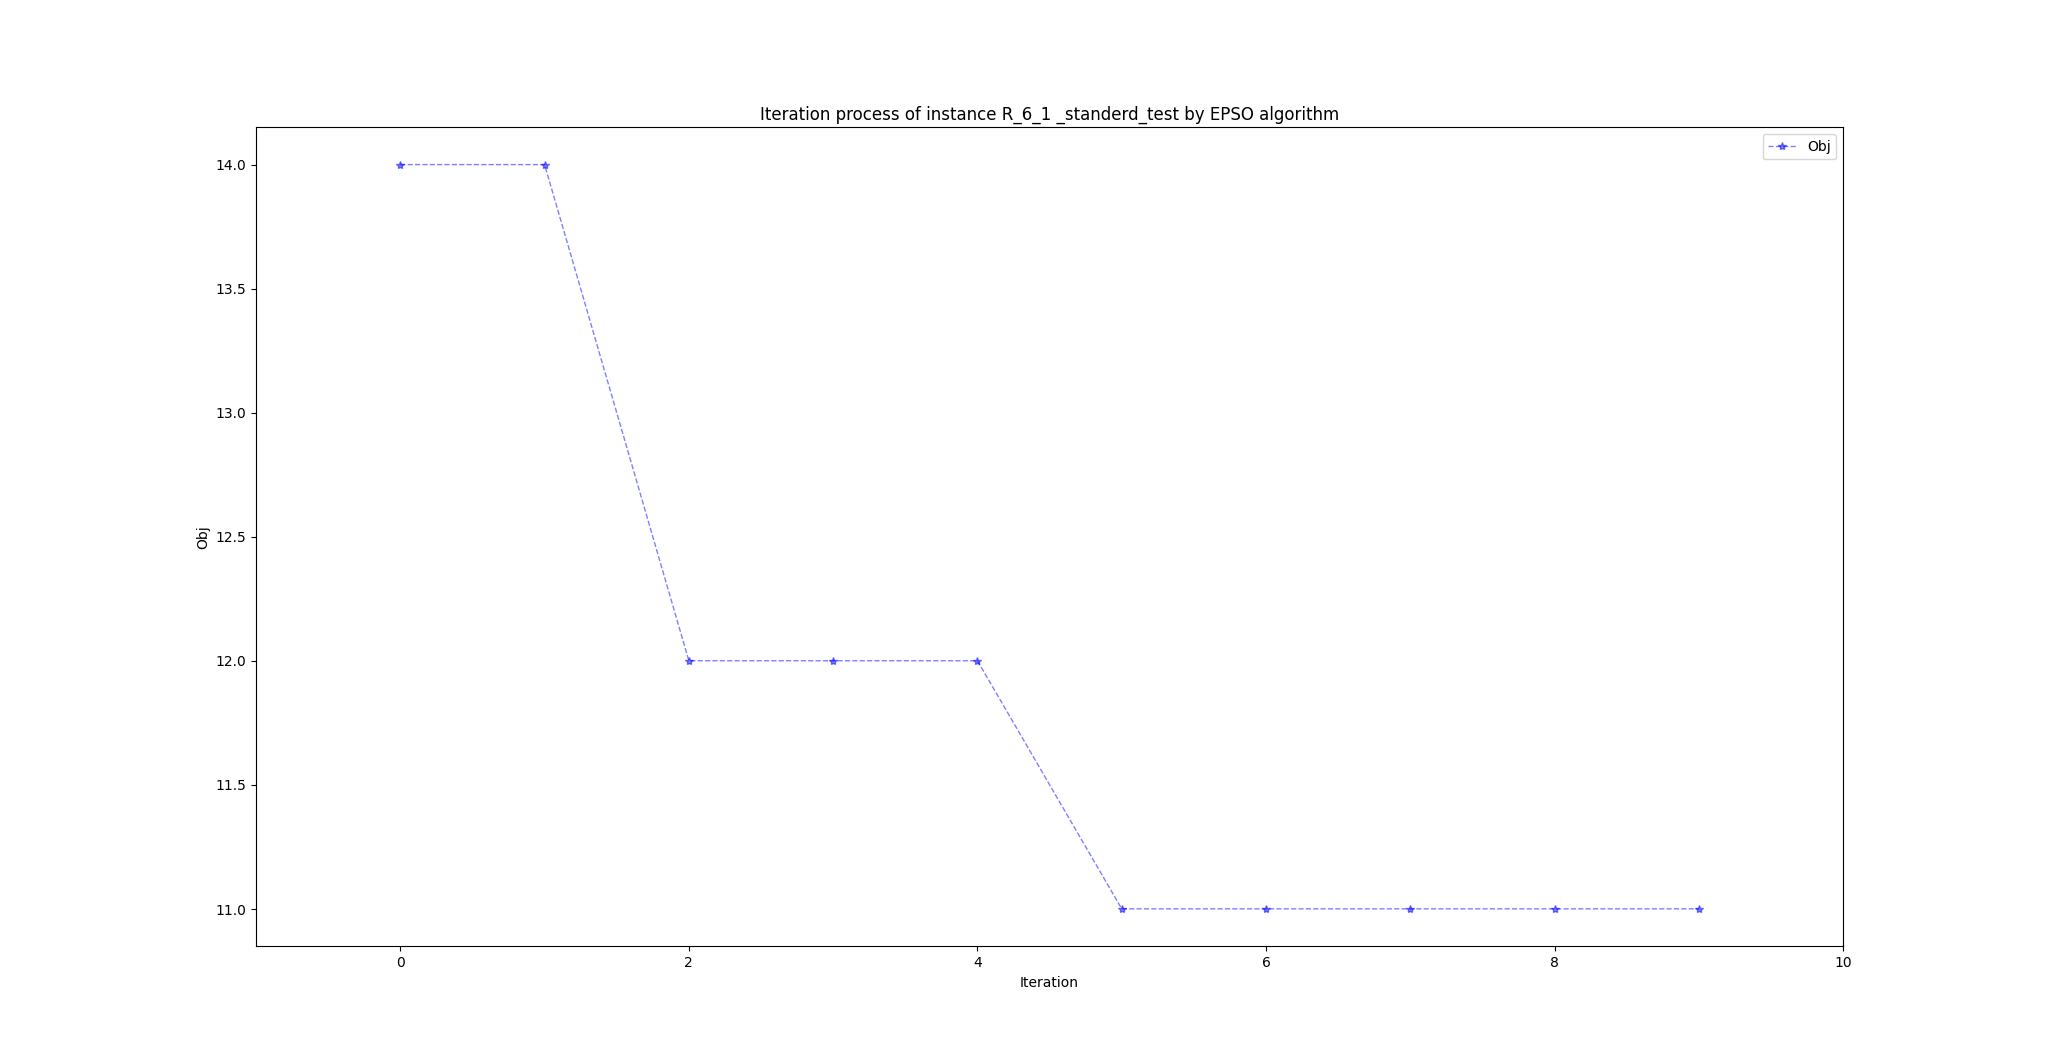 Iteration process of instance R_6_1 _standerd_test by EPSO algorithm
Obj
14.0
13.5
13.0
12.5
12.0
11.5
11.0
Obj
0 2 4 6 8 10
Iteration